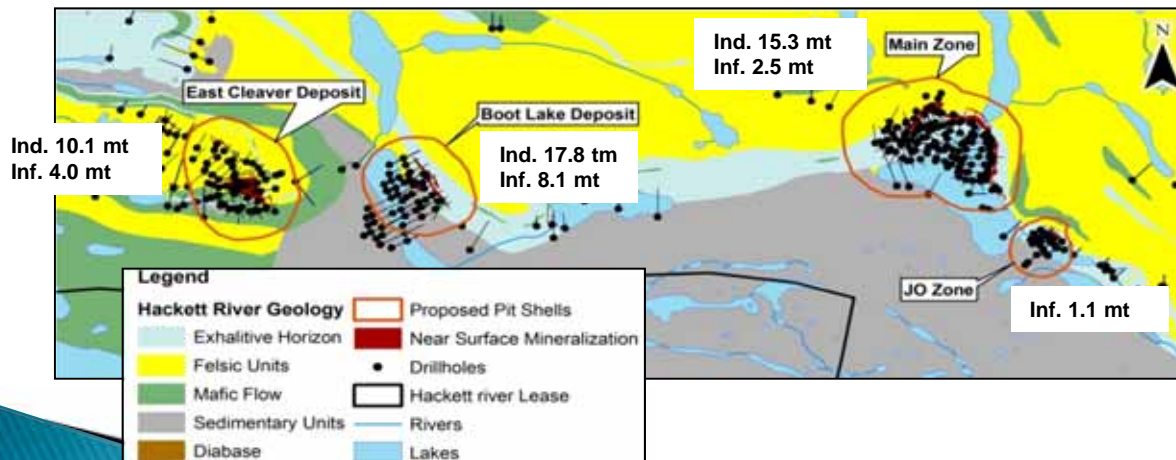 Ind. 15.3 mt
Inf. 2.5 mt
Main Zone
N
East Cleaver Deposit
Boot Lake Deposit
Ind. 10.1 mt
Inf. 4.0 mt
Ind. 17.8 tm
Inf. 8.1 mt
JO Zone
Inf. 1.1 mt
Legend
Hackett River Geology
Exhalitive Horizon
Felsic Units
Mafic Flow
Sedimentary Units
Diabase
Proposed Pit Shells
Near Surface Mineralization
Drillholes
Hackett river Lease
Rivers
Lakes